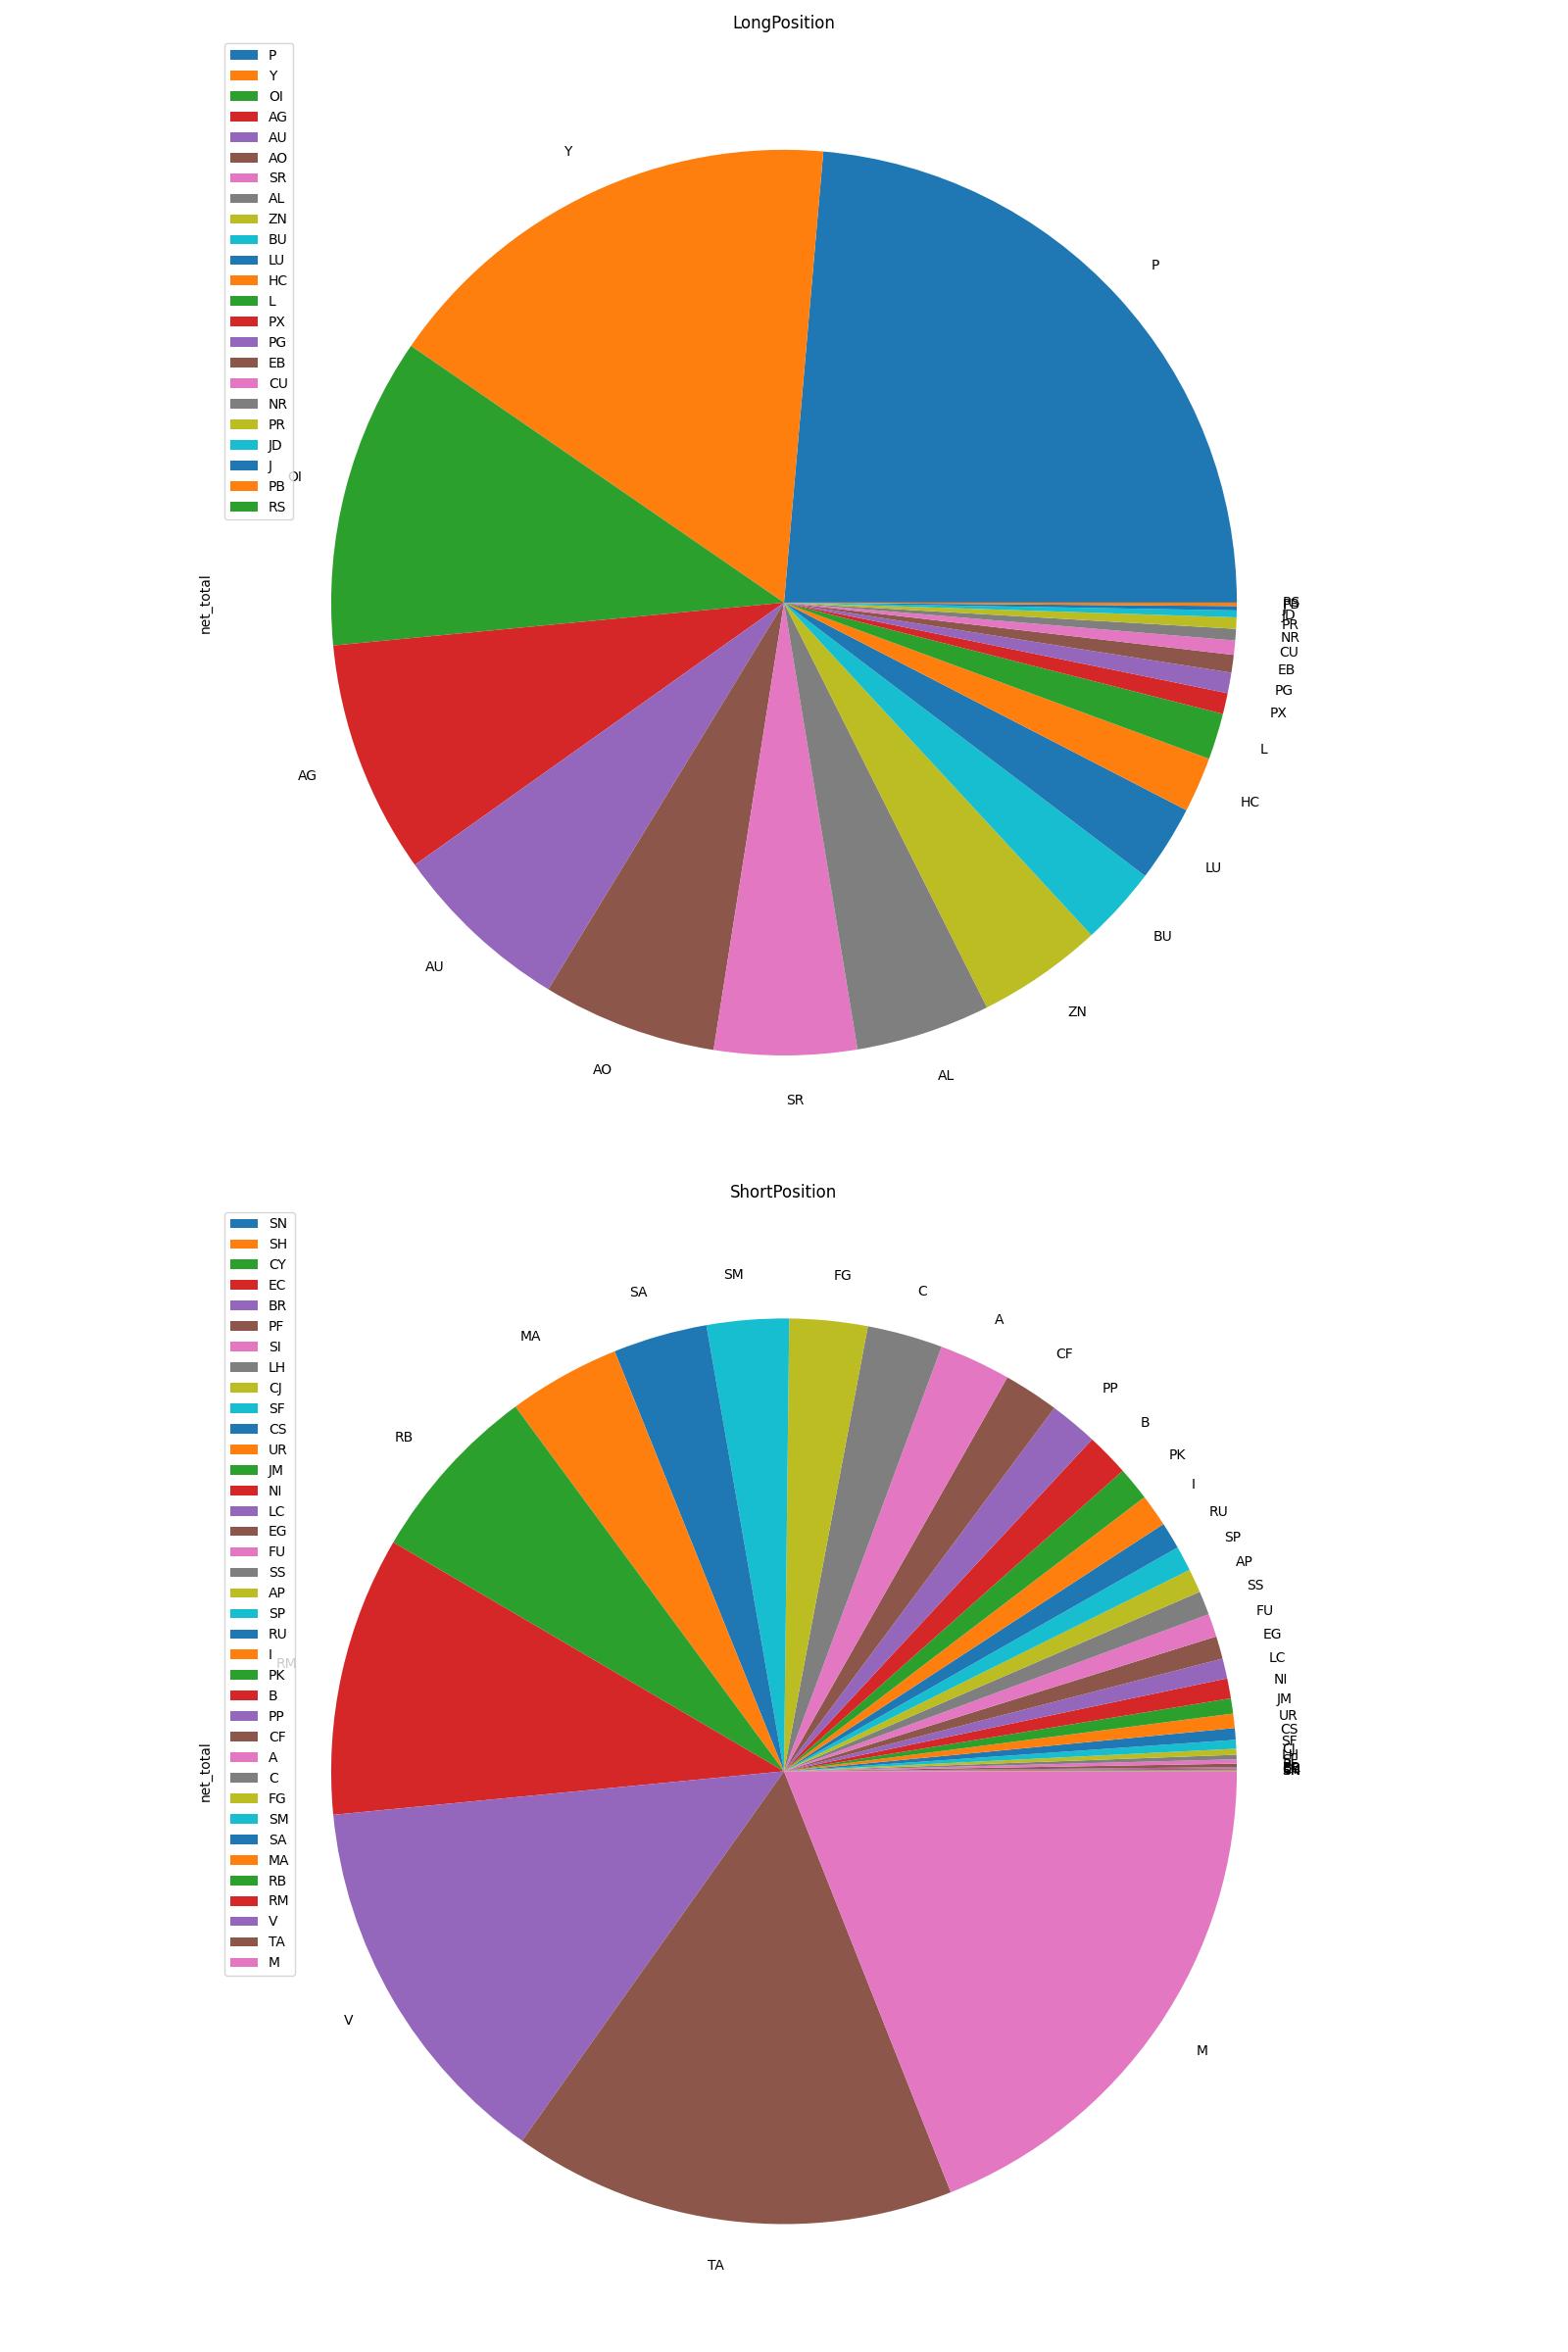 LongPosition
P
Y
OI
AG
AU
AO
SR
AL
ZN
BU
LU
HC
L
PX
PG
EB
CU
NR
PR
JD
J
PB
RS
net_total
P
Y
OI
AG
AU
AO
SR
AL
ZN
BU
LU
HC
L
PX
PG
EB
CU
NR
PR
JD
RS
ShortPosition
SN
SH
CY
EC
BR
PF
SI
LH
CJ
SF
CS
UR
JM
NI
LC
EG
FU
SS
AP
SP
RU
I
PK
B
PP
CF
A
C
FG
SM
SA
MA
RB
RM
V
TA
M
net_total
SF
CS
UR
JM
NI
LC
EG
FU
SS
AP
SP
RU
I
PK
B
PP
CF
A
C
FG
SM
SA
MA
RB
RM
V
TA
M